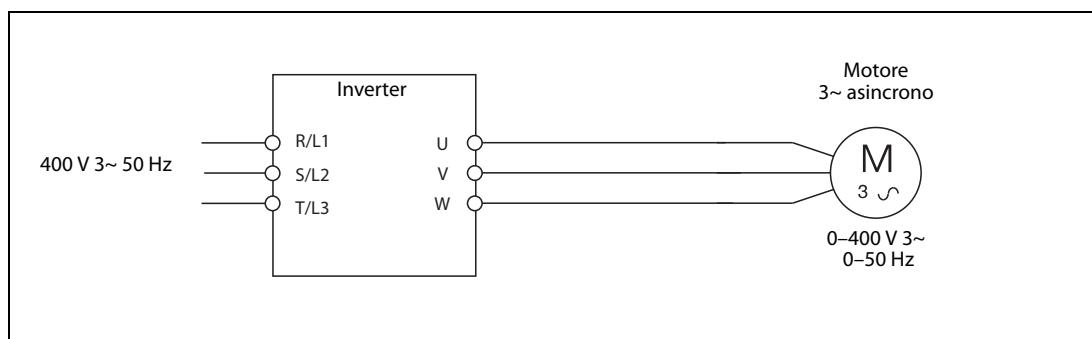 Inverter
Motore
3~ asincrono
400 V 3~ 50 Hz
R/L1
S/L2
T/L3
U
V
W
M
3
0–400 V 3~
0–50 Hz